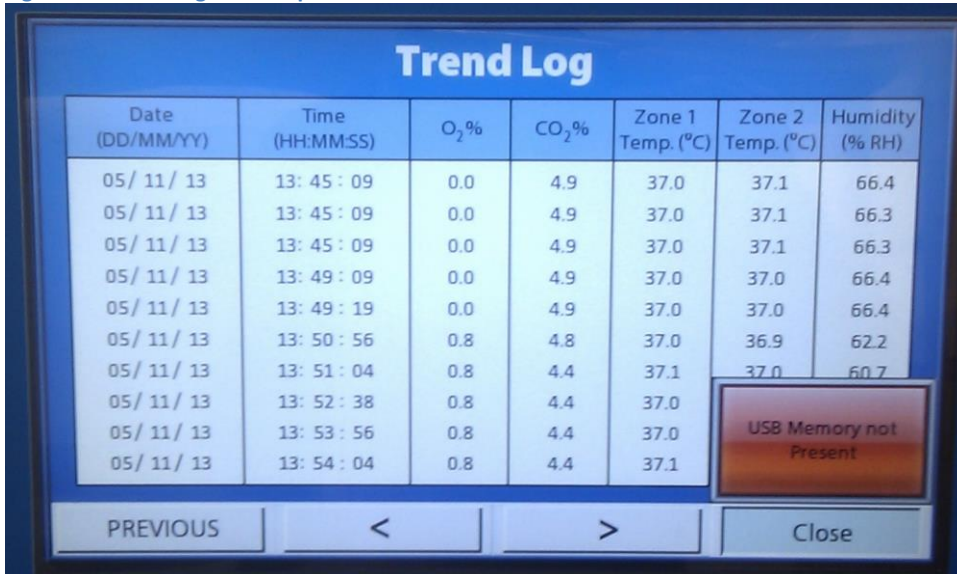 Trend Log
Date Time O₂% CO₂% Zone 1 Zone 2 Humidity
(DD/MM/YY) (HH:MM:SS) Temp. (°C) Temp. (°C) (% RH)
05/ 11/ 13 13: 45 : 09 0.0 4.9 37.0 37.1 66.4
05/ 11/ 13 13: 45 : 09 0.0 4.9 37.0 37.1 66.3
05/ 11/ 13 13: 45 : 09 0.0 4.9 37.0 37.1 66.3
05/ 11/ 13 13: 49 : 09 0.0 4.9 37.0 37.0 66.4
05/ 11/ 13 13: 49 : 19 0.0 4.9 37.0 37.0 66.4
05/ 11/ 13 13: 50 : 56 0.8 4.8 37.0 36.9 62.2
05/ 11/ 13 13: 51 : 04 0.8 4.4 37.1 37.0 60.7
05/ 11/ 13 13: 52 : 38 0.8 4.4 37.0
05/ 11/ 13 13: 53 : 56 0.8 4.4 37.0
05/ 11/ 13 13: 54 : 04 0.8 4.4 37.1
USB Memory not
Present
PREVIOUS < > Close